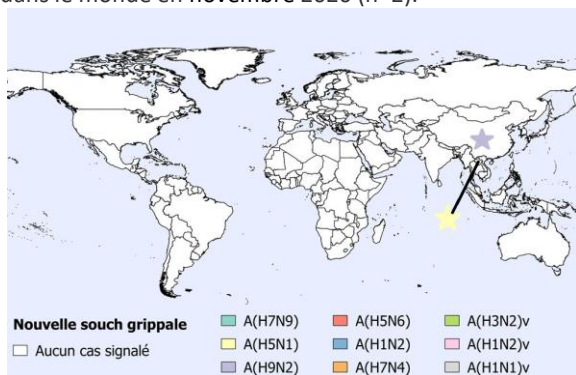 dans le monde en novembre 2020 (n=2).
Nouvelle souch grippale
Aucun cas signalé
A(H7N9)
A(H5N1)
A(H9N2)
A(H5N6)
A(H1N2)
A(H7N4)
A(H3N2)v
A(H1N2)v
A(H1N1)v